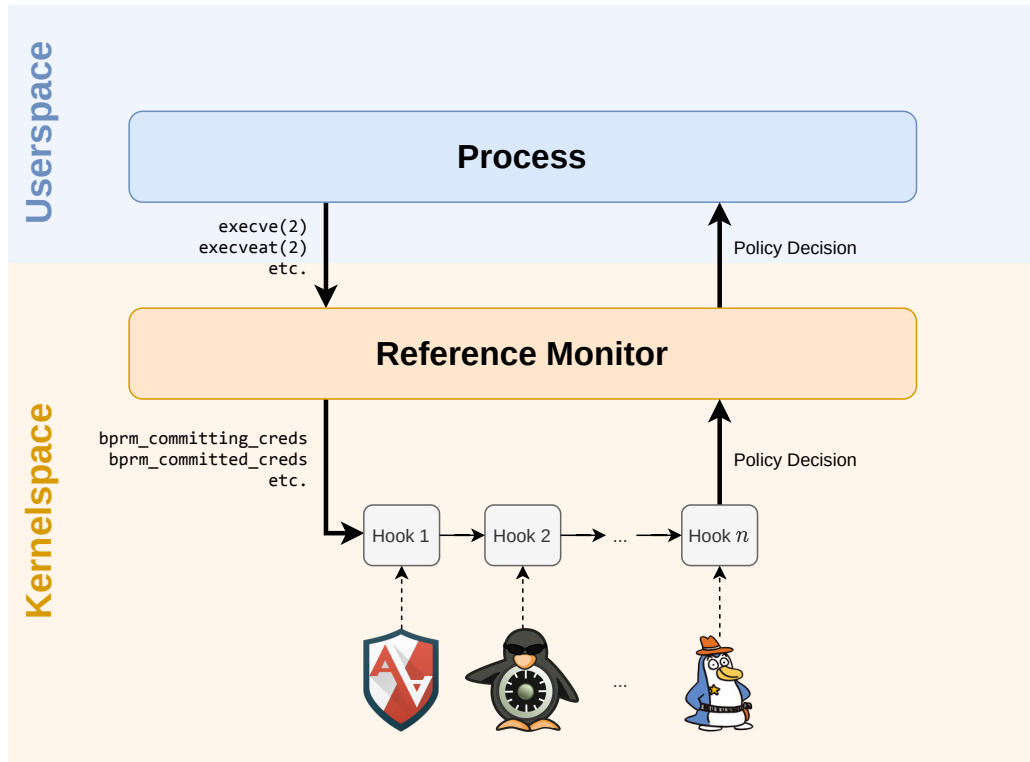 Userspace
Process
execve(2)
execveat(2)
etc.
Policy Decision
Kernelspace
Reference Monitor
bprm_committing_creds
bprm_committed_creds
etc.
Policy Decision
Hook 1
Hook 2
...
Hook n
AA
...